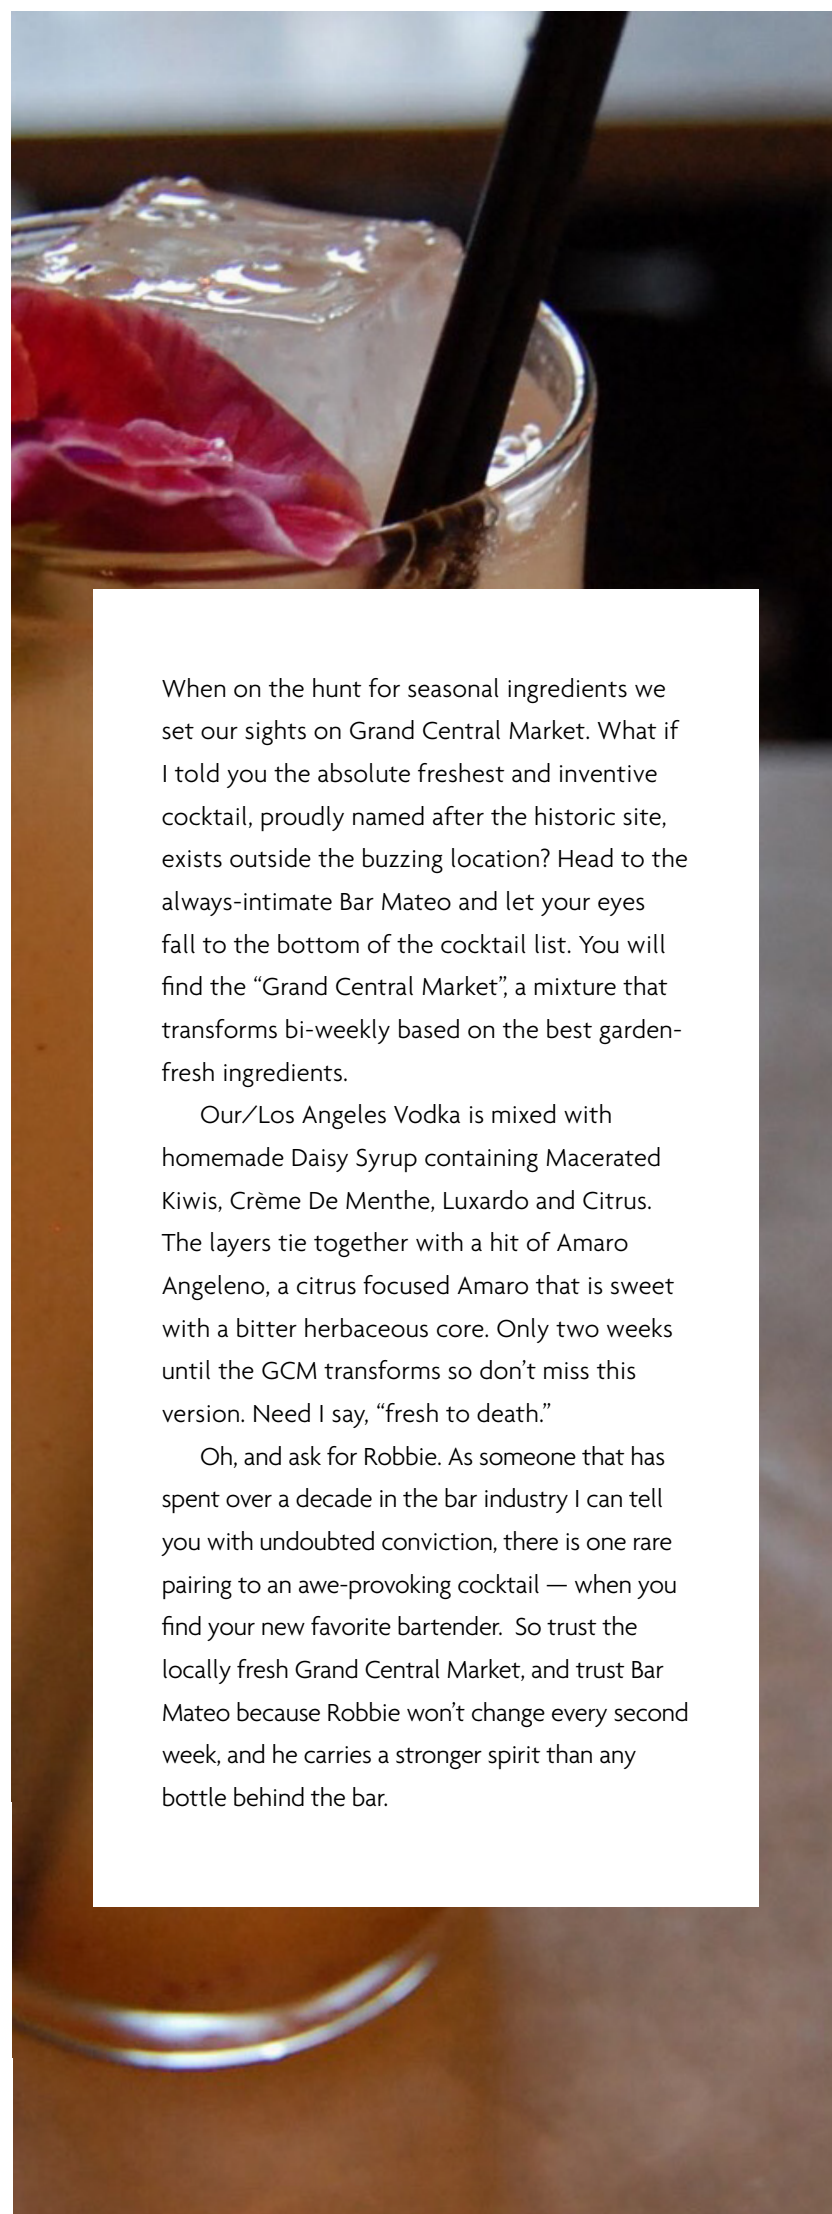 When on the hunt for seasonal ingredients we
set our sights on Grand Central Market. What if
I told you the absolute freshest and inventive
cocktail, proudly named after the historic site,
exists outside the buzzing location? Head to the
always-intimate Bar Mateo and let your eyes
fall to the bottom of the cocktail list. You will
find the “Grand Central Market”, a mixture that
transforms bi-weekly based on the best garden-
fresh ingredients.
Our/Los Angeles Vodka is mixed with
homemade Daisy Syrup containing Macerated
Kiwis, Crème De Menthe, Luxardo and Citrus.
The layers tie together with a hit of Amaro
Angeleno, a citrus focused Amaro that is sweet
with a bitter herbaceous core. Only two weeks
until the GCM transforms so don’t miss this
version. Need I say, “fresh to death.”
Oh, and ask for Robbie. As someone that has
spent over a decade in the bar industry I can tell
you with undoubted conviction, there is one rare
pairing to an awe-provoking cocktail — when you
find your new favorite bartender.  So trust the
locally fresh Grand Central Market, and trust Bar
Mateo because Robbie won’t change every second
week, and he carries a stronger spirit than any
bottle behind the bar.